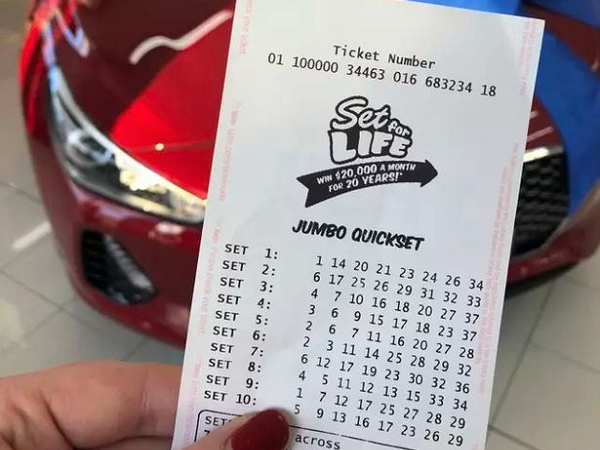 Ticket Number
01 100000 34463 016 683234 18
Set for
LIFE
WIN $20,000 A MONTH
FOR 20 YEARS!*
JUMBO QUICKSET
SET 1: 1 14 20 21 23 24 26 34
SET 2: 6 17 25 26 29 31 32 33
SET 3: 4 7 10 16 18 20 27 37
SET 4: 3 6 9 15 17 18 23 37
SET 5: 2 6 7 11 16 20 27 28
SET 6: 2 3 11 14 25 28 29 32
SET 7: 6 12 17 19 23 30 32 36
SET 8: 4 5 11 12 13 15 33 34
SET 9: 1 7 12 17 25 27 28 29
SET 10: 5 9 13 16 17 23 26 29
across